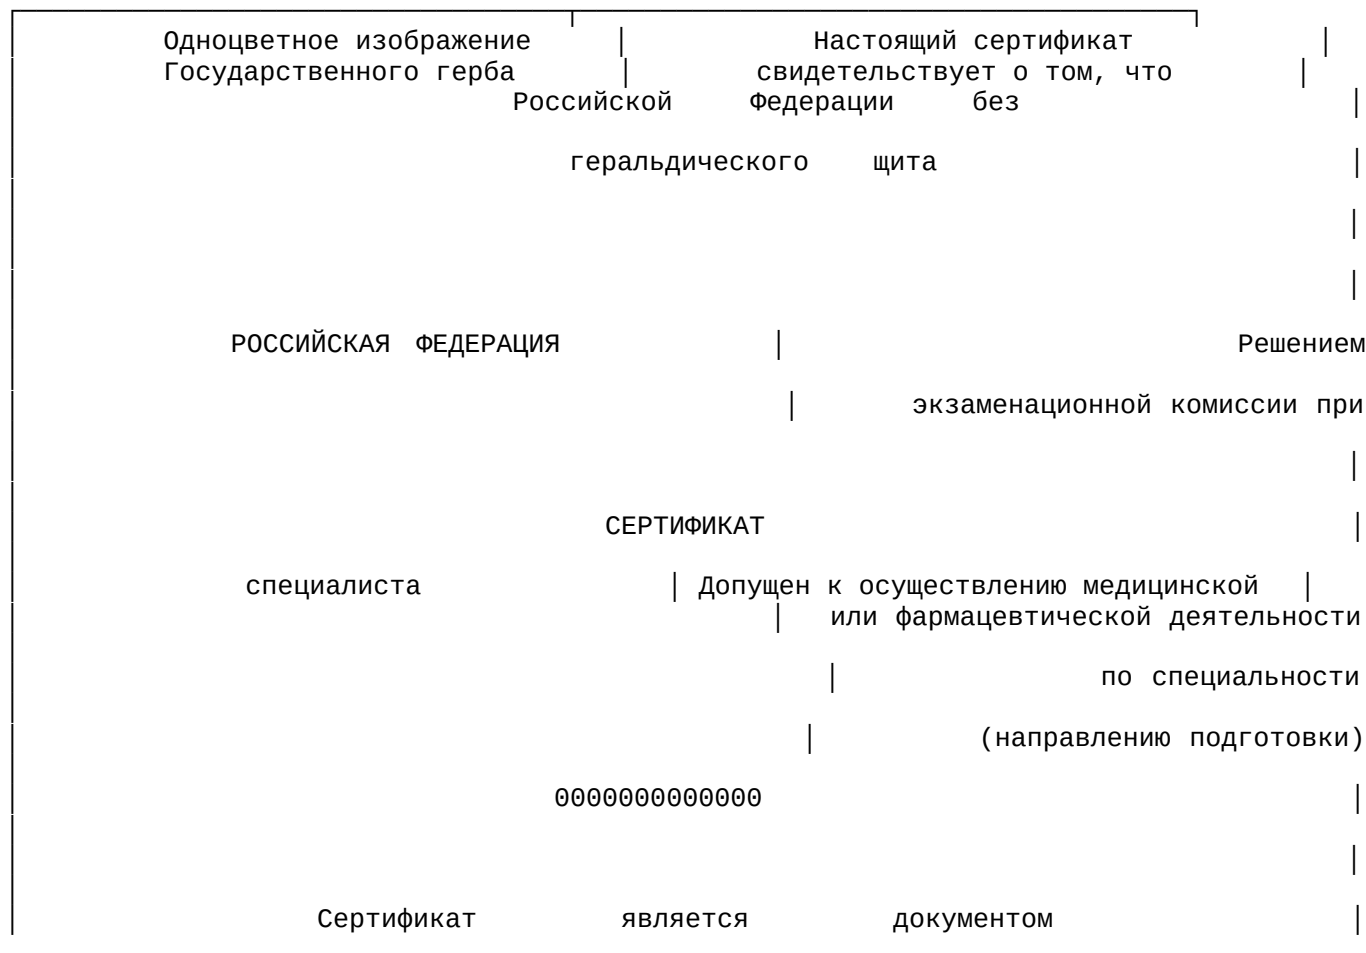 Одноцветное изображение │ Настоящий сертификат │
│ Государственного герба │ свидетельствует о том, что │
│ Российской Федерации без │
│ геральдического щита │
│ │
│ │
│ РОССИЙСКАЯ ФЕДЕРАЦИЯ │ Решением
│ │ экзаменационной комиссии при
│ │
│ СЕРТИФИКАТ │
│ специалиста │ Допущен к осуществлению медицинской │
│ │ или фармацевтической деятельности
│ │ по специальности
│ │ (направлению подготовки)
│ 0000000000000 │
│ │
│ Сертификат является документом │